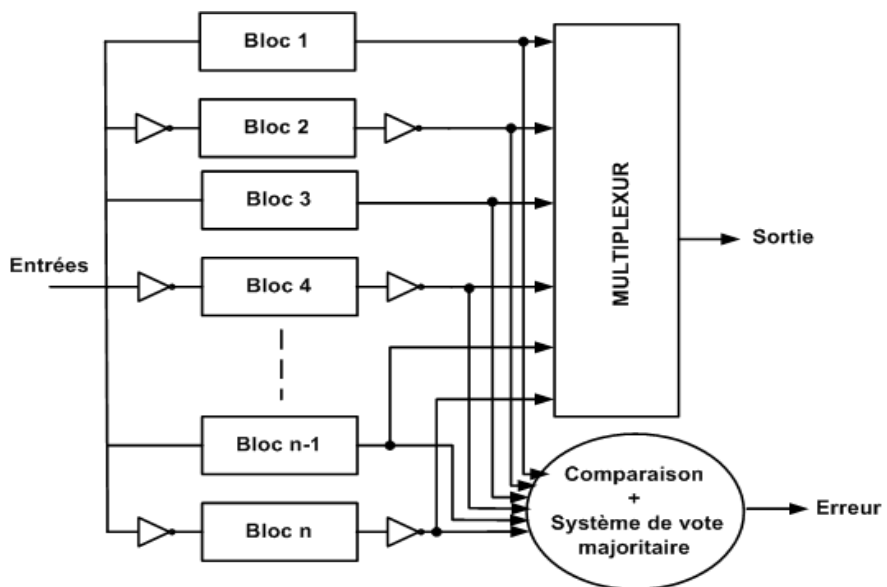 Bloc 1
Bloc 2
Bloc 3
Entrées
Bloc 4
Bloc n-1
Bloc n
MULTIPLEXUR
Sortie
Comparaison
+
Système de vote
majoritaire
Erreur